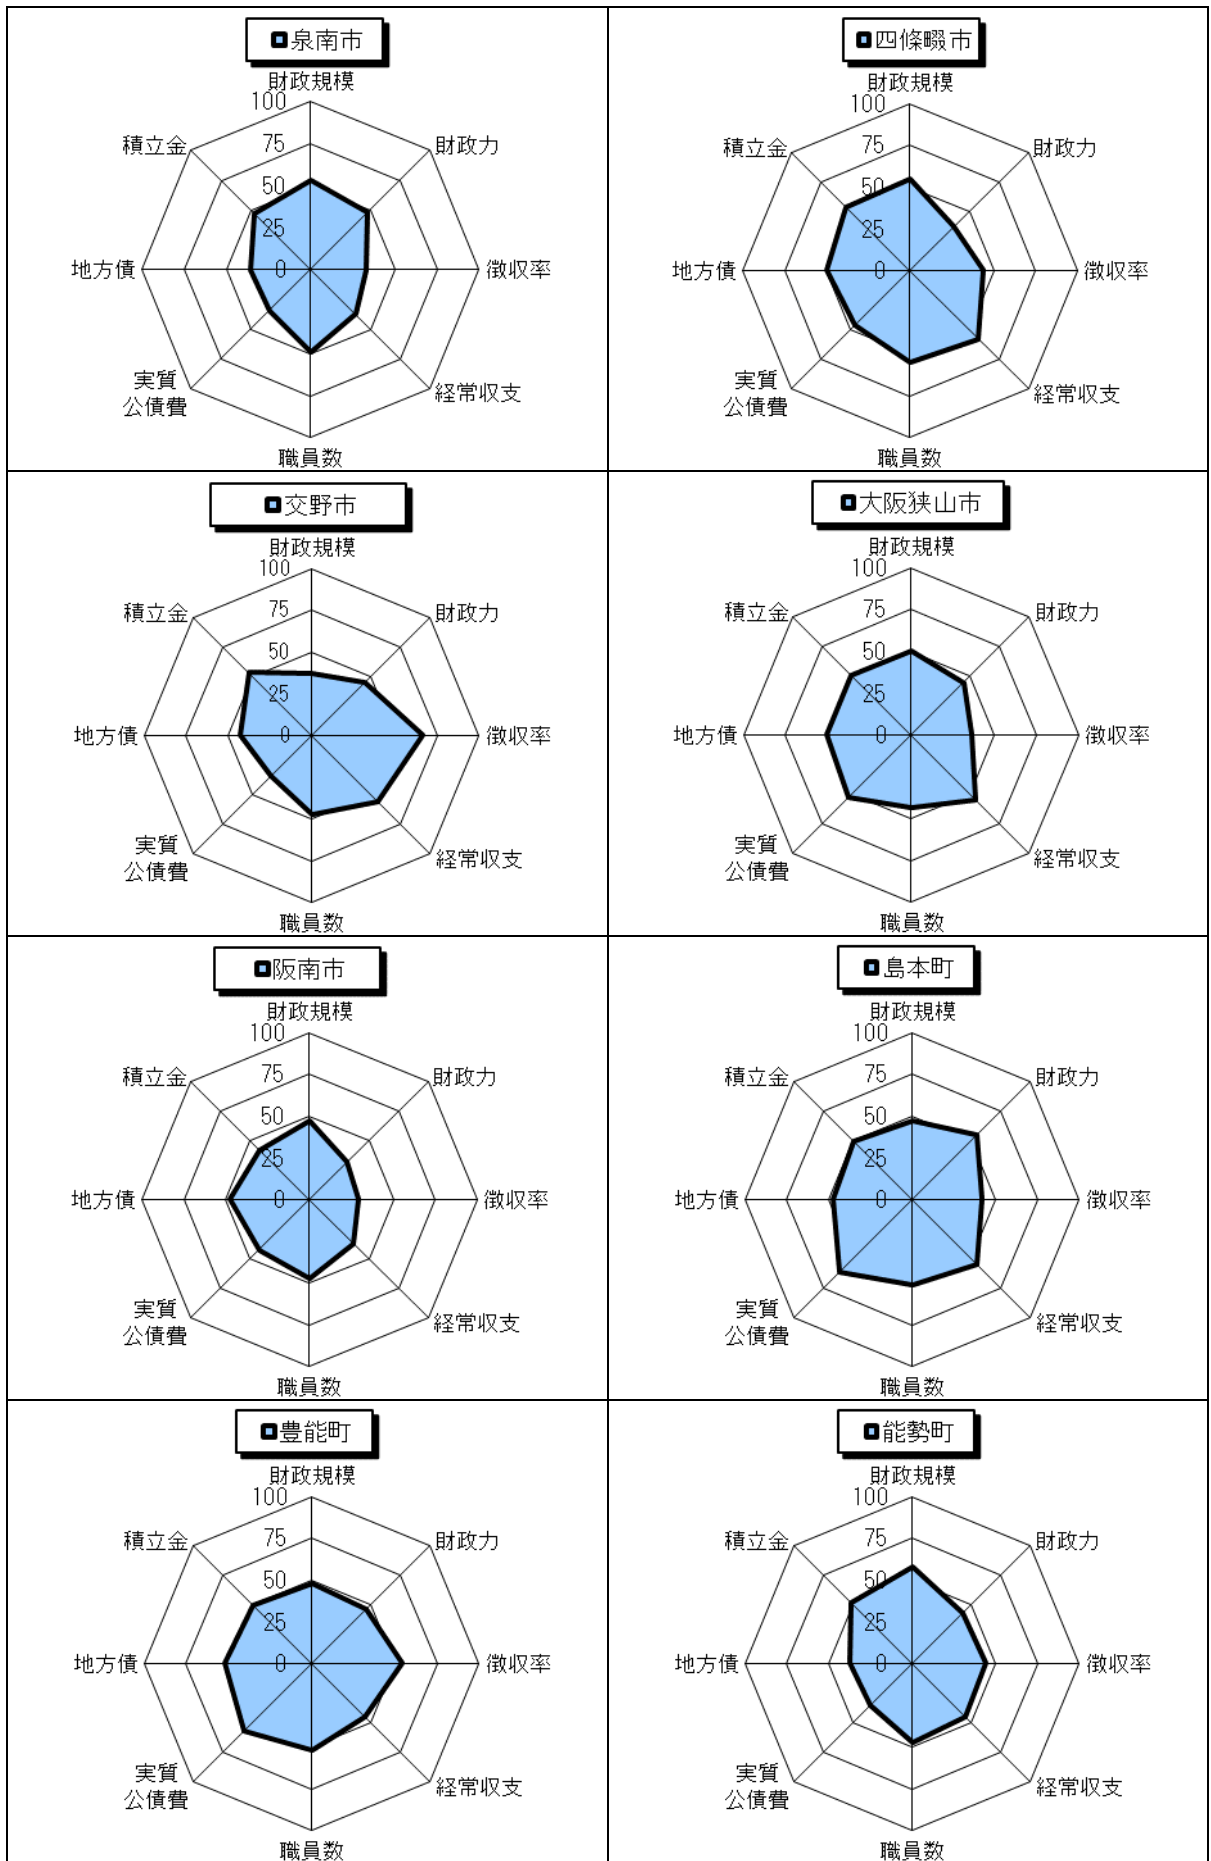 泉南市
財政規模
100
積立金
75
財政力
50
25
地方債
0
徴収率
実質
公債費
経常収支
職員数
四條畷市
財政規模
100
積立金
75
財政力
50
25
地方債
0
徴収率
実質
公債費
経常収支
職員数
交野市
財政規模
100
積立金
75
財政力
50
25
地方債
0
徴収率
実質
公債費
経常収支
職員数
大阪狭山市
財政規模
100
積立金
75
財政力
50
25
地方債
0
徴収率
実質
公債費
経常収支
職員数
阪南市
財政規模
100
積立金
75
財政力
50
25
地方債
0
徴収率
実質
公債費
経常収支
職員数
島本町
財政規模
100
積立金
75
財政力
50
25
地方債
0
徴収率
実質
公債費
経常収支
職員数
豊能町
財政規模
100
積立金
75
財政力
50
25
地方債
0
徴収率
実質
公債費
経常収支
職員数
能勢町
財政規模
100
積立金
75
財政力
50
25
地方債
0
徴収率
実質
公債費
経常収支
職員数